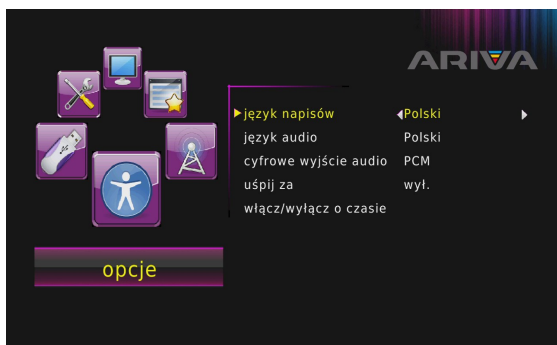 ARIVA
język napisów Polski
język audio Polski
cyfrowe wyjście audio PCM
uśpij za wył.
włącz/wyłącz o czasie
opcje